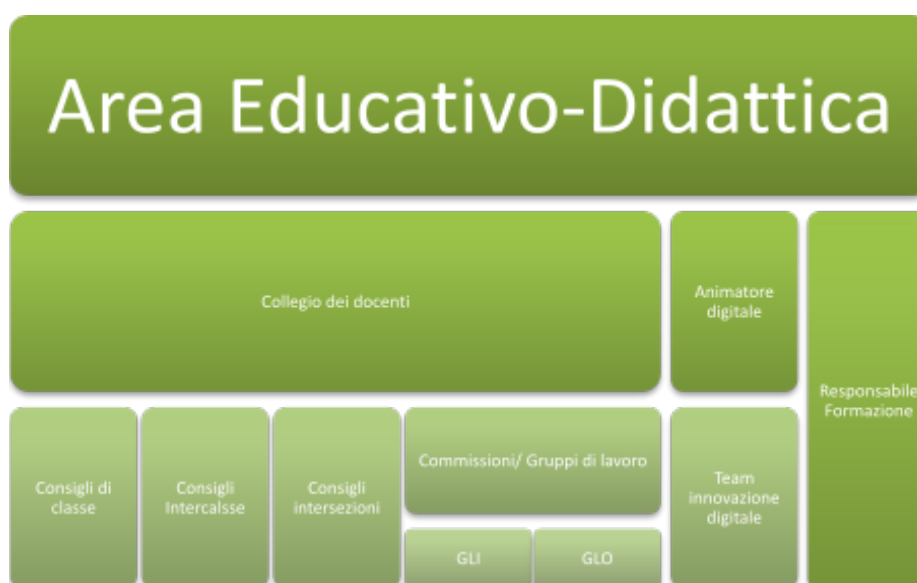 Area Educativo-Didattica
Collegio dei docenti
Animatore
digitale
Responsabile
Formazione
Consigli di
classe
Consigli
Intercalsse
Consigli
intersezioni
Commissioni/ Gruppi di lavoro
GLI
GLO
Team
innovazione
digitale